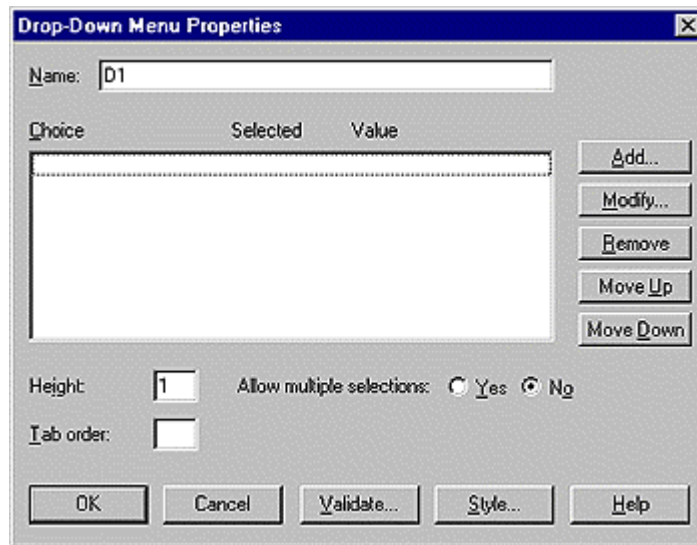 Drop-Down Menu Properties
Name: D1
Choice Selected Value
Add...
Modify...
Remove
Move Up
Move Down
Height: 1 Allow multiple selections: Yes No
Tab order:
OK Cancel Validate... Style... Help